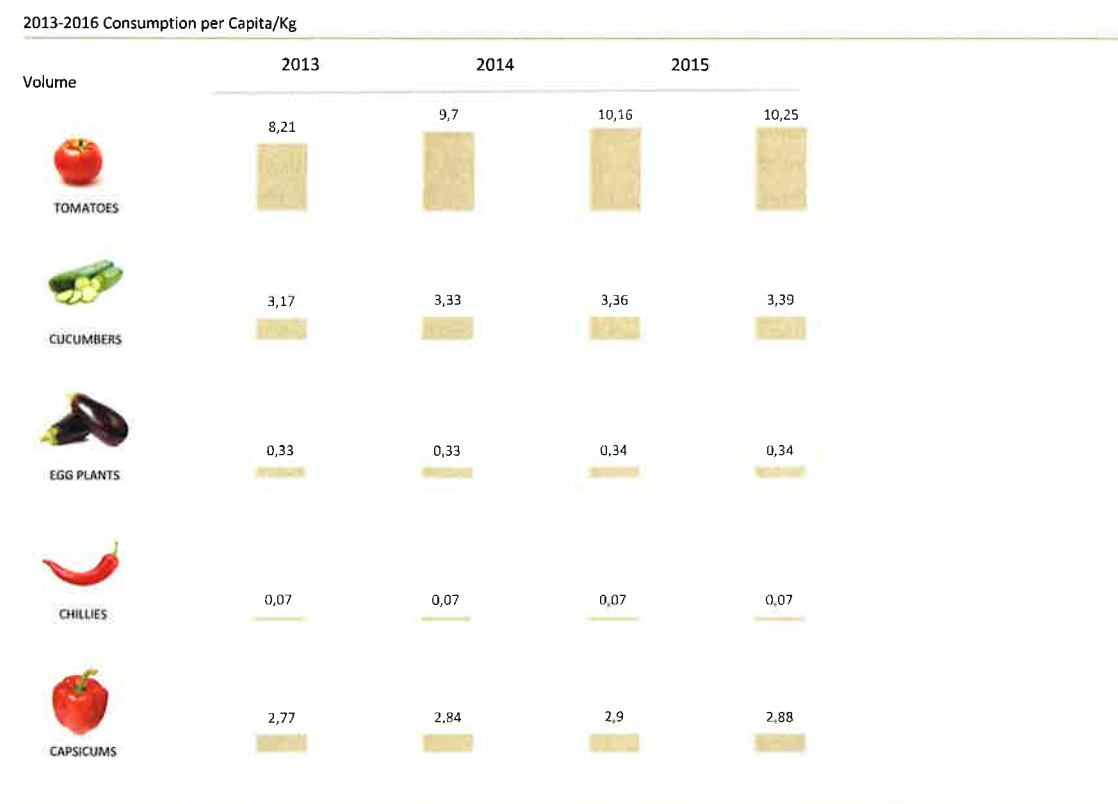 2013-2016 Consumption per Capita/Kg
2013 2014 2015
Volume
8,21 9,7 10,16 10,25
TOMATOES
3,17 3,33 3,36 3,39
CUCUMBERS
0,33 0,33 0,34 0,34
EGG PLANTS
0,07 0,07 0,07 0,07
CHILLIES
2,77 2,84 2,9 2,88
CAPSICUMS